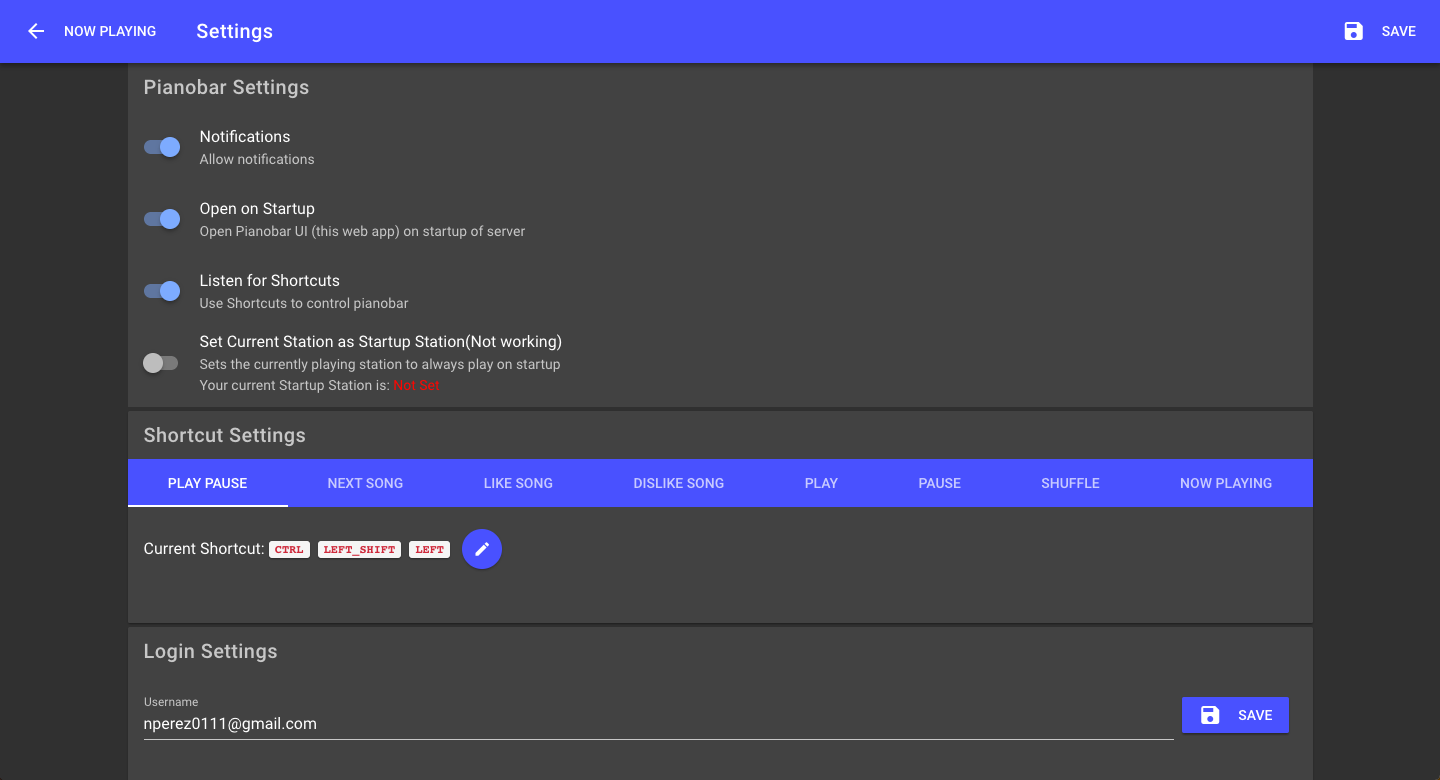 NOW PLAYING Settings SAVE
Pianobar Settings
Notifications
Allow notifications
Open on Startup
Open Pianobar UI (this web app) on startup of server
Listen for Shortcuts
Use Shortcuts to control pianobar
Set Current Station as Startup Station(Not working)
Sets the currently playing station to always play on startup
Your current Startup Station is: Not Set
Shortcut Settings
PLAY PAUSE NEXT SONG LIKE SONG DISLIKE SONG PLAY PAUSE SHUFFLE NOW PLAYING
Current Shortcut: CTRL LEFT_SHIFT LEFT
Login Settings
Username
nperez0111@gmail.com
SAVE